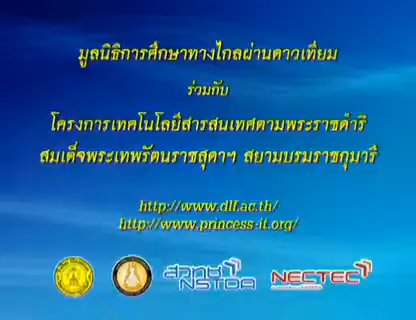 มูลนิธิการศึกษาทางไกลผ่านดาวเทียม
ร่วมกับ
โครงการเทคโนโลยีสารสนเทศตามพระราชดำริ
สมเด็จพระเทพรัตนราชสุดาฯ สยามบรมราชกุมารี
http://www.dlf.ac.th/
http://www.princess-it.org/
สวทช
NSTDA
NECTEC